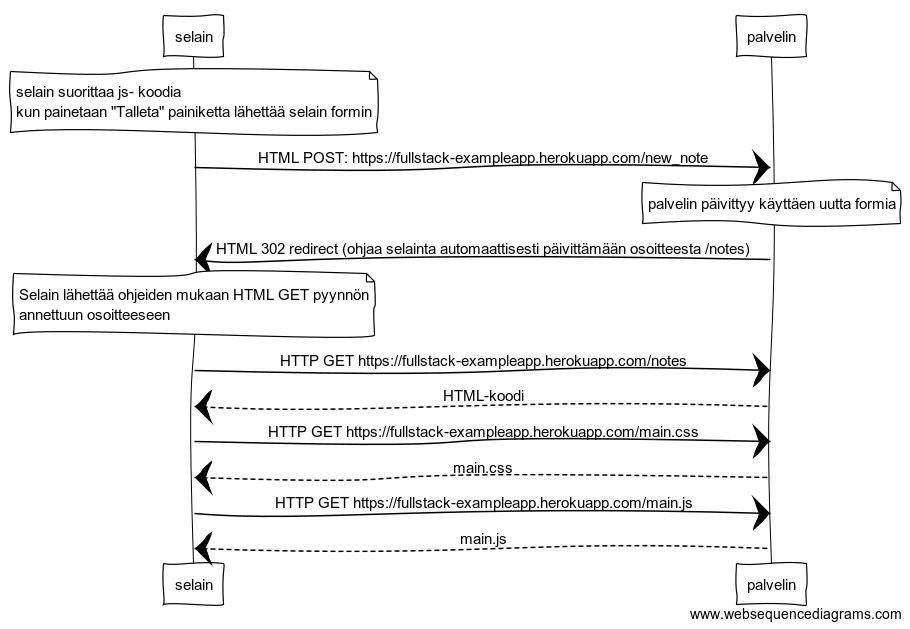 selain
palvelin
selain suorittaa js- koodia
kun painetaan "Talleta" painiketta lähettää selain formin
HTML POST: https://fullstack-exampleapp.herokuapp.com/new_note
palvelin päivittyy käyttäen uutta formia
HTML 302 redirect (ohjaa selainta automaattisesti päivittämään osoitteesta /notes)
Selain lähettää ohjeiden mukaan HTML GET pyynnön
annettuun osoitteeseen
HTTP GET https://fullstack-exampleapp.herokuapp.com/notes
HTML-koodi
HTTP GET https://fullstack-exampleapp.herokuapp.com/main.css
main.css
HTTP GET https://fullstack-exampleapp.herokuapp.com/main.js
main.js
selain
palvelin
www.websequencediagrams.com